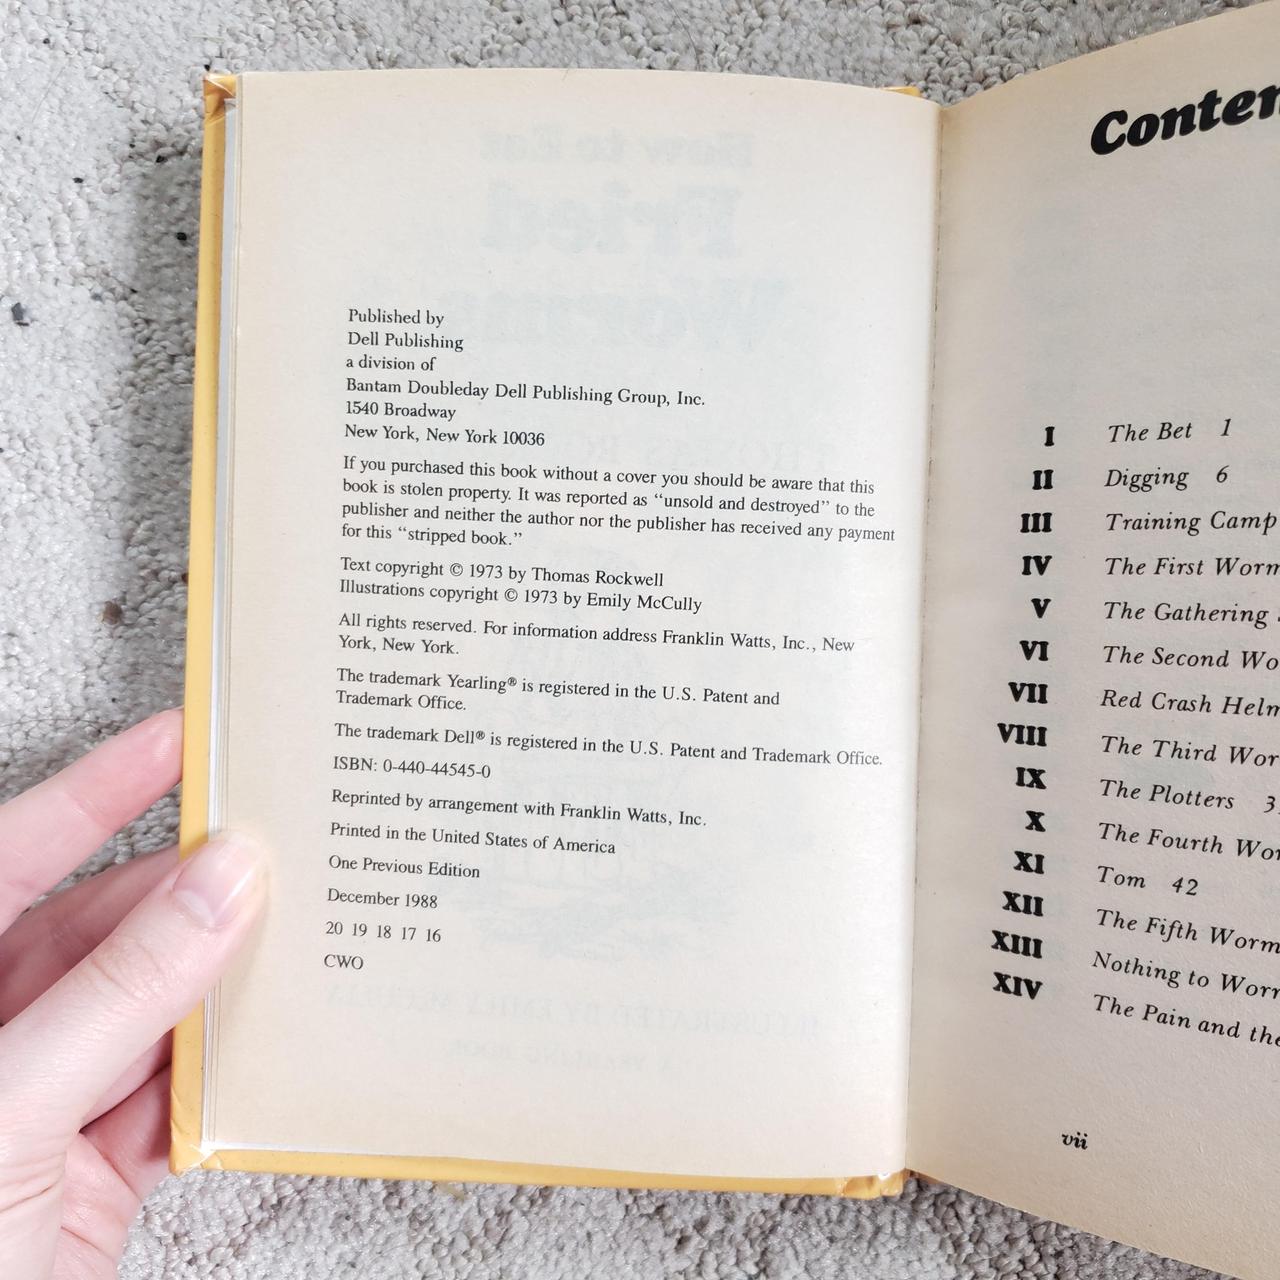 Published by
Dell Publishing
a division of
Bantam Doubleday Dell Publishing Group, Inc.
1540 Broadway
New York, New York 10036
If you purchased this book without a cover you should be aware that this
book is stolen property. It was reported as “unsold and destroyed” to the
publisher and neither the author nor the publisher has received any payment
for this “stripped book.”
Text copyright © 1973 by Thomas Rockwell
Illustrations copyright © 1973 by Emily McCully
All rights reserved. For information address Franklin Watts, Inc., New
York, New York.
The trademark Yearling® is registered in the U.S. Patent and
Trademark Office.
The trademark Dell® is registered in the U.S. Patent and Trademark Office.
ISBN: 0-440-44545-0
Reprinted by arrangement with Franklin Watts, Inc.
Printed in the United States of America
One Previous Edition
December 1988
20 19 18 17 16
CWO
Conten
I The Bet 1
II Digging 6
III Training Camp
IV The First Worm
V The Gathering
VI The Second Wo
VII Red Crash Helm
VIII The Third Wor
IX The Plotters 3
X The Fourth Wor
XI Tom 42
XII The Fifth Worm
XIII Nothing to Worr
XIV The Pain and the
vii